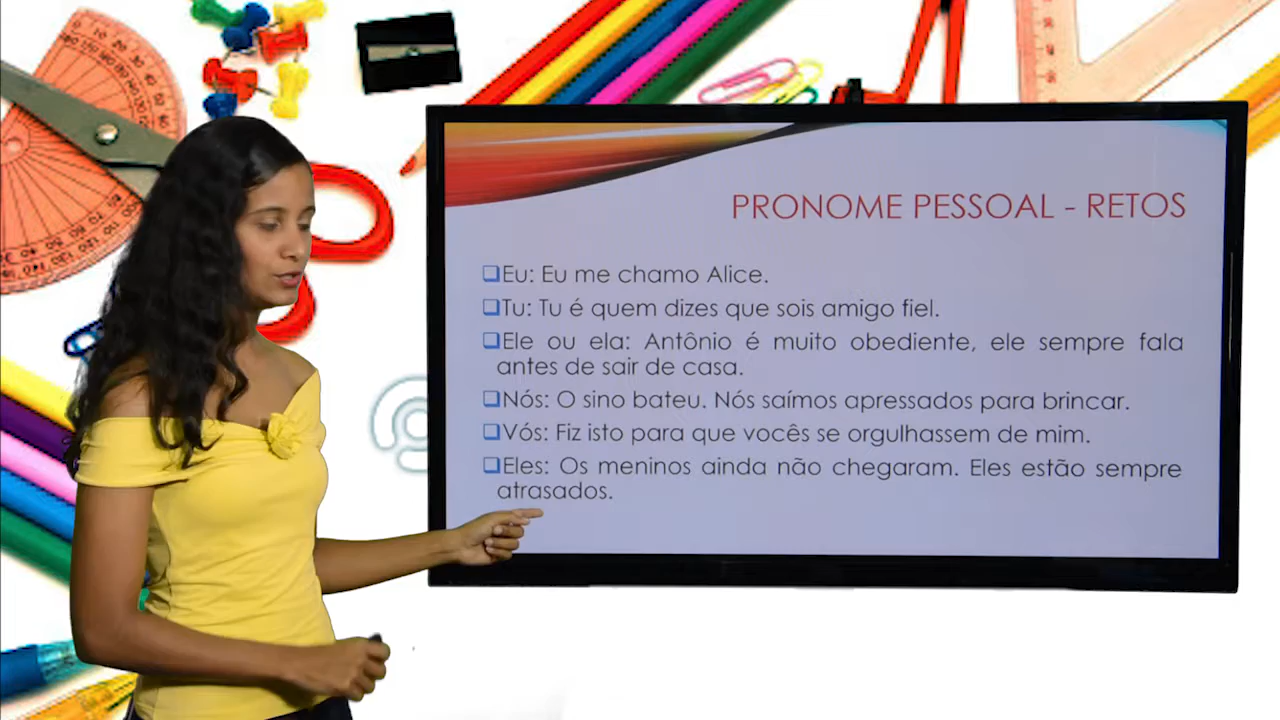 PRONOME PESSOAL - RETOS
❑Eu: Eu me chamo Alice.
❑Tu: Tu é quem dizes que sois amigo fiel.
❑Ele ou ela: Antônio é muito obediente, ele sempre fala
antes de sair de casa.
❑Nós: O sino bateu. Nós saímos apressados para brincar.
❑Vós: Fiz isto para que vocês se orgulhassem de mim.
❑Eles: Os meninos ainda não chegaram. Eles estão sempre
atrasados.